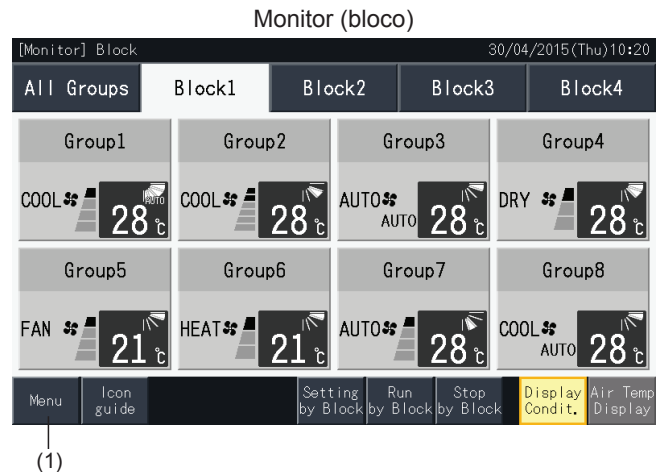 Monitor (bloco)
[Monitor] Block 30/04/2015(Thu)10:20
All Groups Block1 Block2 Block3 Block4
Group1 Group2 Group3 Group4
COOL AUTO 28 ℃ COOL 28 ℃ AUTO AUTO 28 ℃ DRY 28 ℃
Group5 Group6 Group7 Group8
FAN 21 ℃ HEAT 21 ℃ AUTO 28 ℃ COOL AUTO 28 ℃
Menu Icon guide Setting by Block Run by Block Stop by Block Display Condit. Air Temp Display
(1)